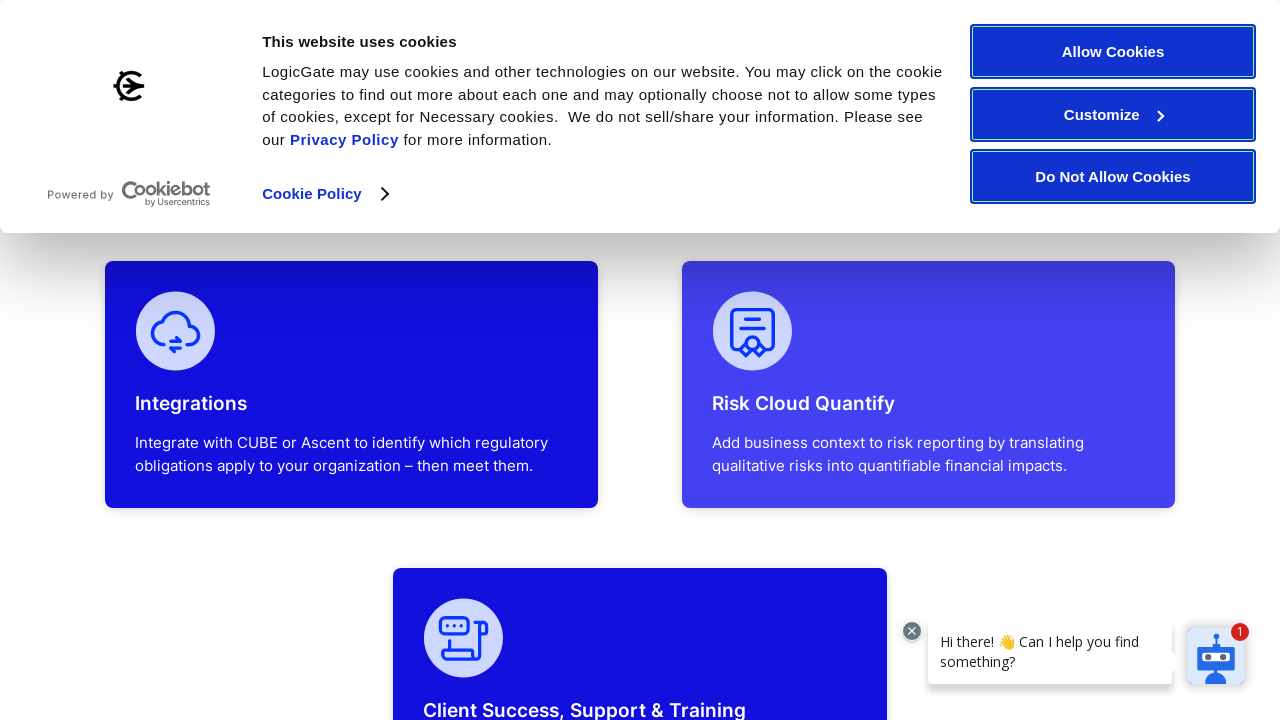 This website uses cookies
LogicGate may use cookies and other technologies on our website. You may click on the cookie
categories to find out more about each one and may optionally choose not to allow some types
of cookies, except for Necessary cookies.  We do not sell/share your information. Please see
our Privacy Policy for more information.
Cookie Policy
Powered by Cookiebot
by Usercentrics
Allow Cookies
Customize
Do Not Allow Cookies
Integrations
Integrate with CUBE or Ascent to identify which regulatory
obligations apply to your organization – then meet them.
Risk Cloud Quantify
Add business context to risk reporting by translating
qualitative risks into quantifiable financial impacts.
Client Success, Support & Training
Hi there! 👋 Can I help you find
something?
1